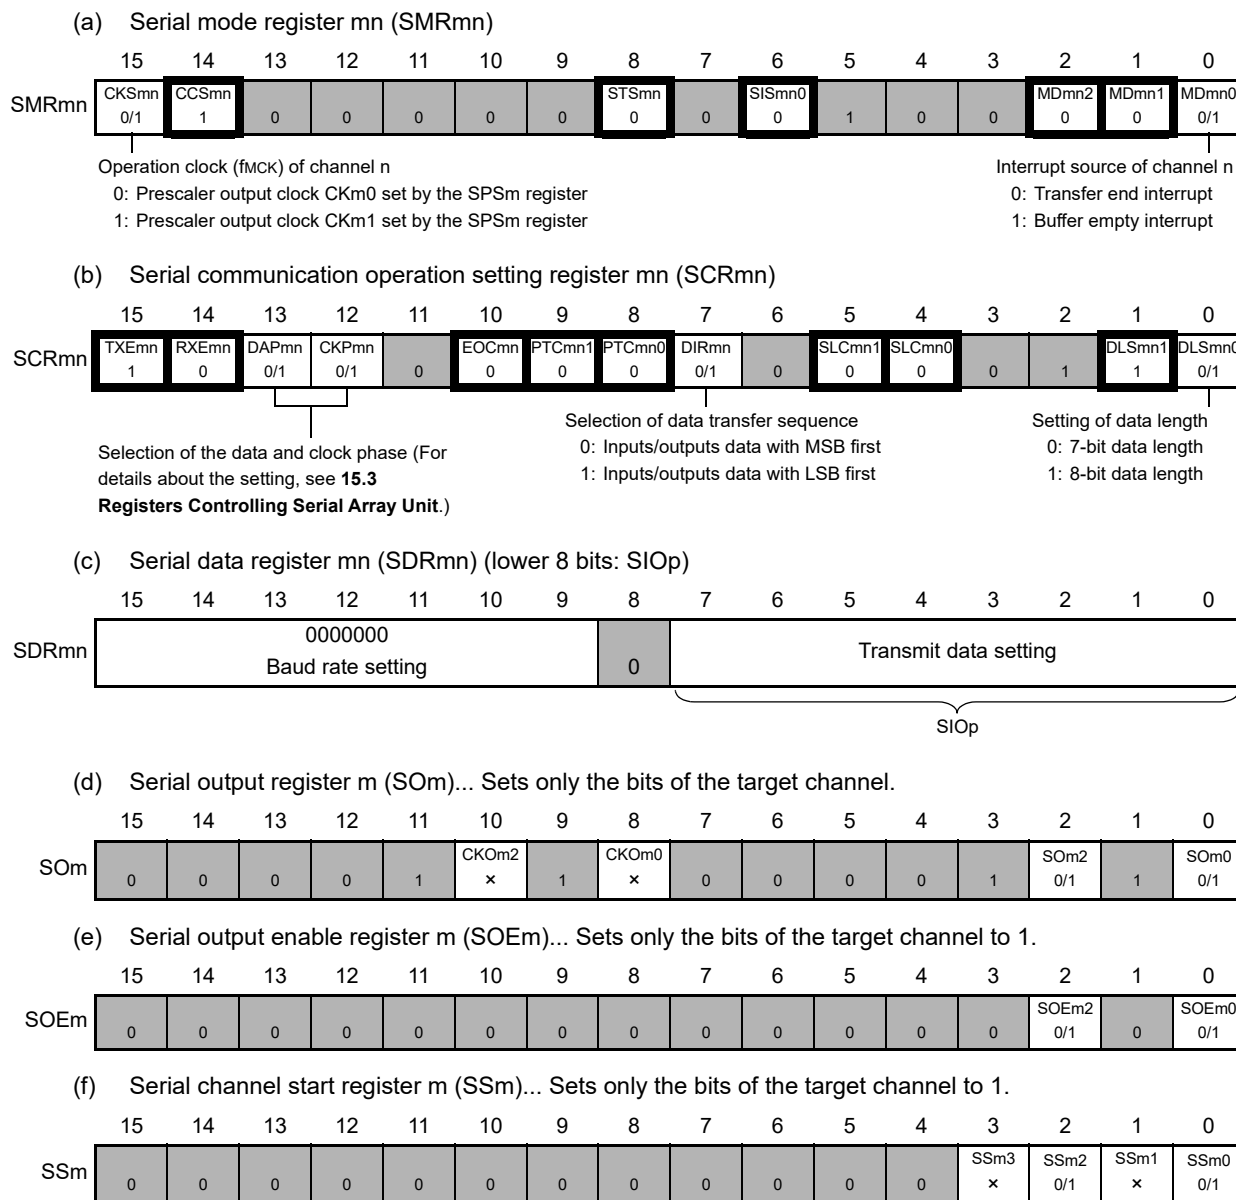 (a) Serial mode register mn (SMRmn)
15 14 13 12 11 10 9 8 7 6 5 4 3 2 1 0
CKSmn CCSmn STSmn SISmn0 MDmn2 MDmn1 MDmn0
SMRmn
0/1 1 0 0 0 0 0 0 0 0 1 0 0 0 0 0/1
Operation clock (fMCK) of channel n Interrupt source of channel n
0: Prescaler output clock CKm0 set by the SPSm register 0: Transfer end interrupt
1: Prescaler output clock CKm1 set by the SPSm register 1: Buffer empty interrupt
(b) Serial communication operation setting register mn (SCRmn)
15 14 13 12 11 10 9 8 7 6 5 4 3 2 1 0
TXEmn RXEmn DAPmn CKPmn EOCmn PTCmn1 PTCmn0 DIRmn SLCmn1 SLCmn0 DLSmn1 DLSmn0
SCRmn
1 0 0/1 0/1 0 0 0 0 0/1 0 0 0 0 1 1 0/1
Selection of data transfer sequence Setting of data length
0: Inputs/outputs data with MSB first 0: 7-bit data length
1: Inputs/outputs data with LSB first 1: 8-bit data length
Selection of the data and clock phase (For
details about the setting, see 15.3
Registers Controlling Serial Array Unit.)
(c) Serial data register mn (SDRmn) (lower 8 bits: SIOp)
15 14 13 12 11 10 9 8 7 6 5 4 3 2 1 0
SDRmn
0000000
Baud rate setting 0 Transmit data setting
SIOp
(d) Serial output register m (SOm)... Sets only the bits of the target channel.
15 14 13 12 11 10 9 8 7 6 5 4 3 2 1 0
CKOm2 CKOm0 SOm2 SOm0
SOm
0 0 0 0 1 × 1 × 0 0 0 0 1 0/1 1 0/1
(e) Serial output enable register m (SOEm)... Sets only the bits of the target channel to 1.
15 14 13 12 11 10 9 8 7 6 5 4 3 2 1 0
SOEm2 SOEm0
SOEm
0 0 0 0 0 0 0 0 0 0 0 0 0 0/1 0 0/1
(f) Serial channel start register m (SSm)... Sets only the bits of the target channel to 1.
15 14 13 12 11 10 9 8 7 6 5 4 3 2 1 0
SSm3 SSm2 SSm1 SSm0
SSm
0 0 0 0 0 0 0 0 0 0 0 0 × 0/1 × 0/1